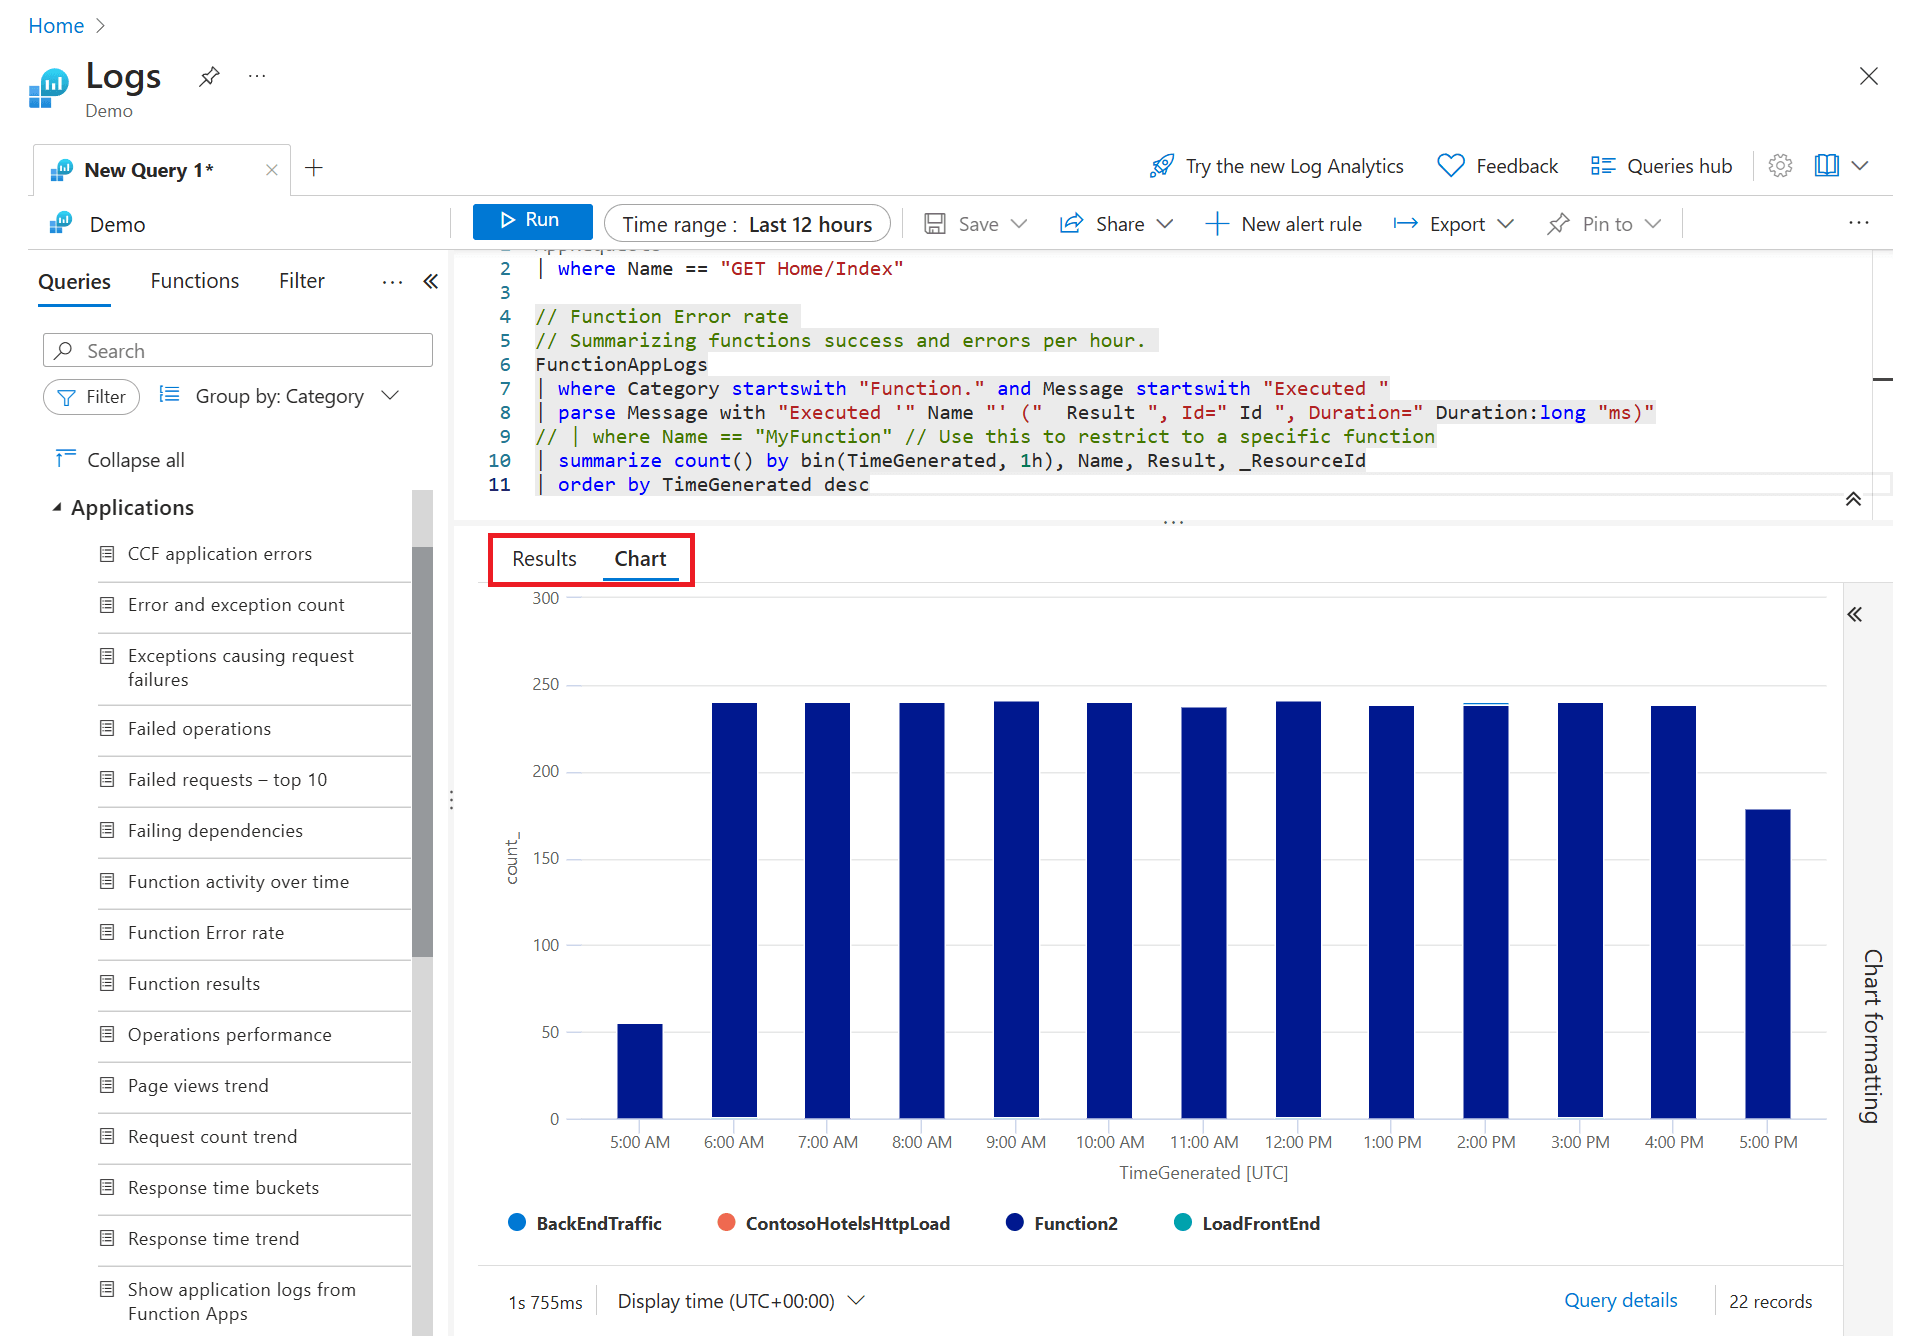 Home
Logs
Demo
New Query 1*
Try the new Log Analytics
Feedback
Queries hub
Demo
Run
Time range : Last 12 hours
Save
Share
New alert rule
Export
Pin to
Queries
Functions
Filter
Search
Filter
Group by: Category
Collapse all
Applications
CCF application errors
Error and exception count
Exceptions causing request
failures
Failed operations
Failed requests – top 10
Failing dependencies
Function activity over time
Function Error rate
Function results
Operations performance
Page views trend
Request count trend
Response time buckets
Response time trend
Show application logs from
Function Apps
2 | where Name == "GET Home/Index"
3
4 // Function Error rate
5 // Summarizing functions success and errors per hour.
6 FunctionAppLogs
7 | where Category startswith "Function." and Message startswith "Executed "
8 | parse Message with "Executed '" Name "' (" Result ", Id=" Id ", Duration=" Duration:long "ms)"
9 // | where Name == "MyFunction" // Use this to restrict to a specific function
10 | summarize count() by bin(TimeGenerated, 1h), Name, Result, _ResourceId
11 | order by TimeGenerated desc
Results
Chart
300
250
200
150
100
50
0
count_
5:00 AM
6:00 AM
7:00 AM
8:00 AM
9:00 AM
10:00 AM
11:00 AM
12:00 PM
1:00 PM
2:00 PM
3:00 PM
4:00 PM
5:00 PM
TimeGenerated [UTC]
BackEndTraffic
ContosoHotelsHttpLoad
Function2
LoadFrontEnd
Chart formatting
1s 755ms
Display time (UTC+00:00)
Query details
22 records